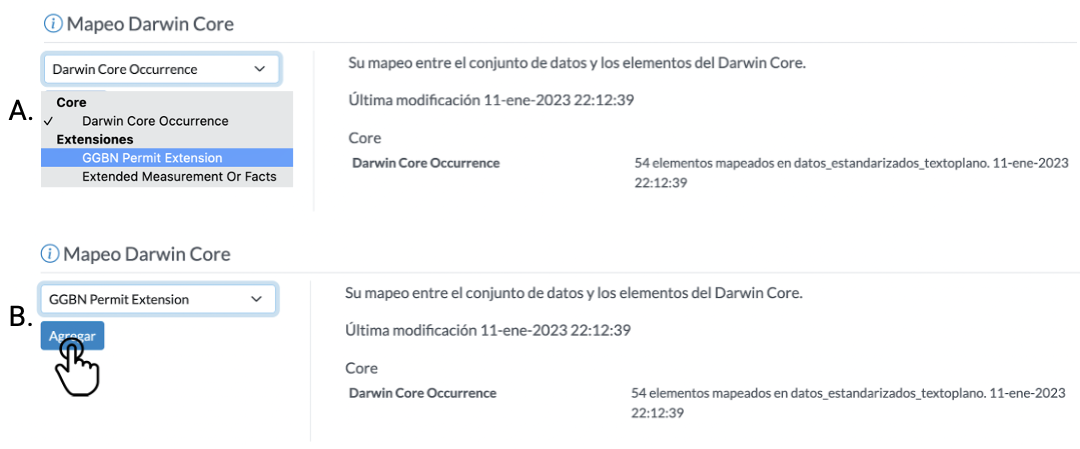 Mapeo Darwin Core
A.
Darwin Core Occurrence
Core
Darwin Core Occurrence
Extensiones
GGBN Permit Extension
Extended Measurement Or Facts
Su mapeo entre el conjunto de datos y los elementos del Darwin Core.
Última modificación 11-ene-2023 22:12:39
Core
Darwin Core Occurrence
54 elementos mapeados en datos_estandarizados_textoplano. 11-ene-2023
22:12:39
Mapeo Darwin Core
B.
GGBN Permit Extension
Agregar
Su mapeo entre el conjunto de datos y los elementos del Darwin Core.
Última modificación 11-ene-2023 22:12:39
Core
Darwin Core Occurrence
54 elementos mapeados en datos_estandarizados_textoplano. 11-ene-2023
22:12:39